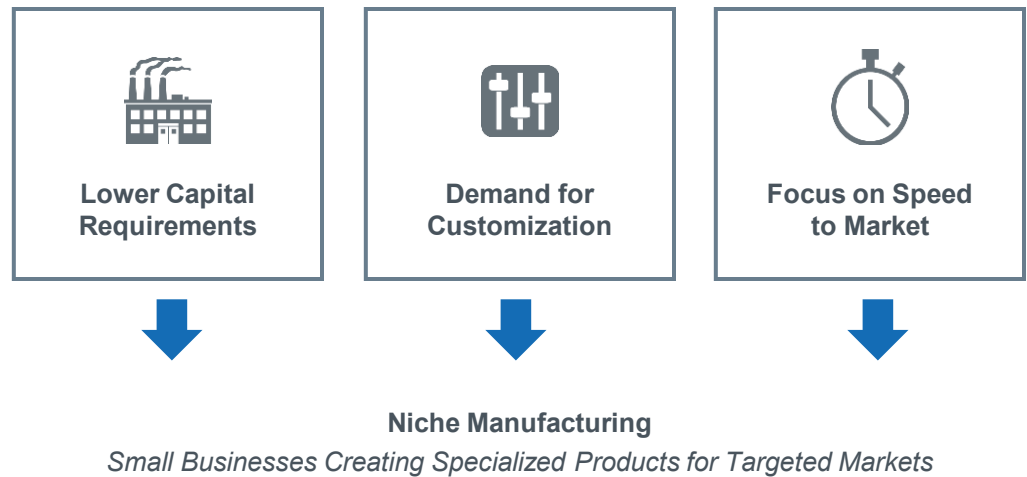 Lower Capital
Requirements
Demand for
Customization
Focus on Speed
to Market
Niche Manufacturing
Small Businesses Creating Specialized Products for Targeted Markets